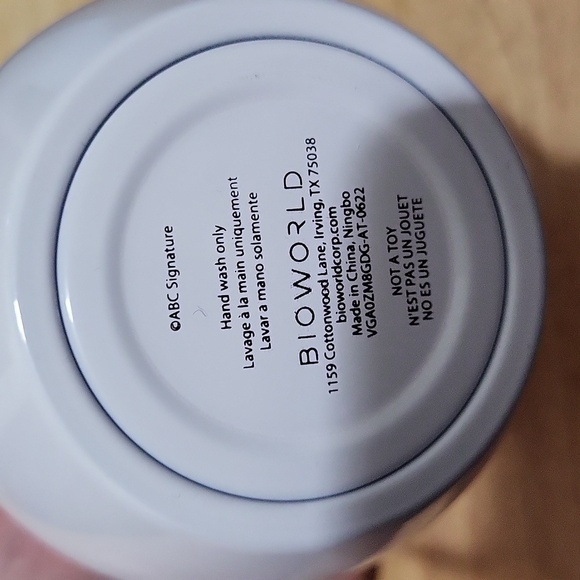 ©ABC Signature
Hand wash only
Lavage à la main uniquement
Lavar a mano solamente
BIOWORLD
1159 Cottonwood Lane, Irving, TX 75038
bioworldcorp.com
Made in China, Ningbo
VGA0ZM8GDG-AT-0622
NOT A TOY
N'EST PAS UN JOUET
NO ES UN JUGUETE